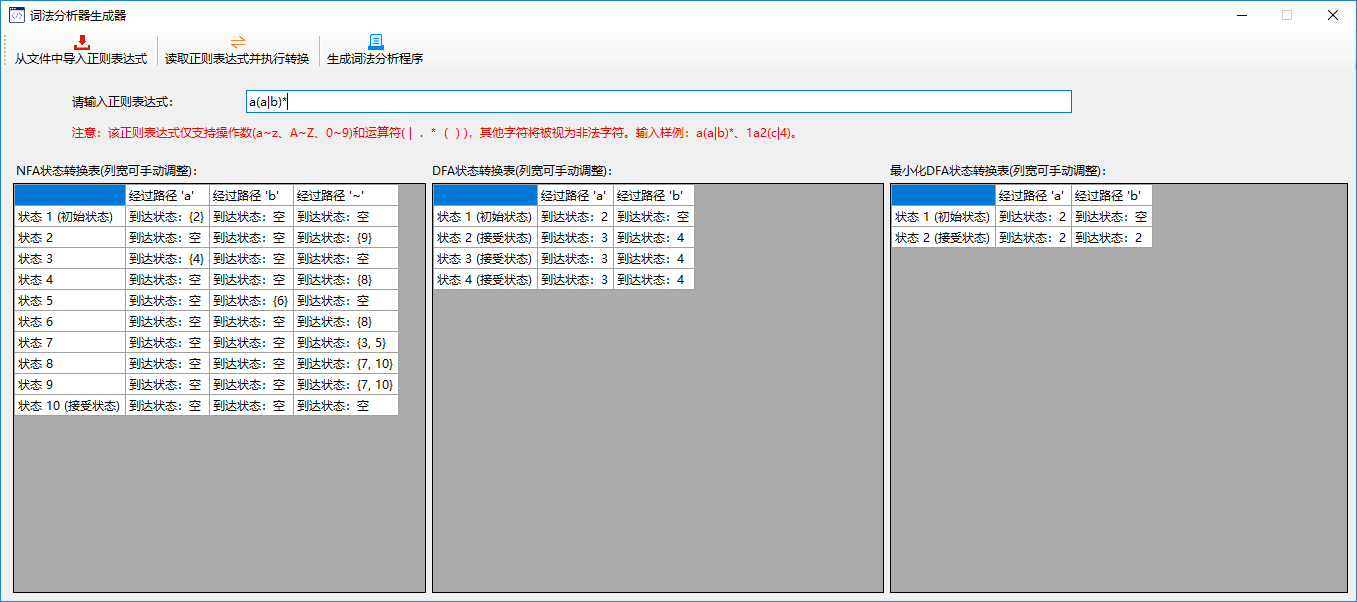 词法分析器生成器
从文件中导入正则表达式 读取正则表达式并执行转换 生成词法分析程序
请输入正则表达式: a(a|b)*
注意：该正则表达式仅支持操作数(a~z、A~Z、0~9)和运算符( | . * ( ) )，其他字符将被视为非法字符。输入样例：a(a|b)*、1a2(c|4)。
NFA状态转换表(列宽可手动调整)：
经过路径 'a' 经过路径 'b' 经过路径 '~'
状态 1 (初始状态) 到达状态：{2} 到达状态：空 到达状态：空
状态 2 到达状态：空 到达状态：空 到达状态：{9}
状态 3 到达状态：{4} 到达状态：空 到达状态：空
状态 4 到达状态：空 到达状态：空 到达状态：{8}
状态 5 到达状态：空 到达状态：{6} 到达状态：空
状态 6 到达状态：空 到达状态：空 到达状态：{8}
状态 7 到达状态：空 到达状态：空 到达状态：{3, 5}
状态 8 到达状态：空 到达状态：空 到达状态：{7, 10}
状态 9 到达状态：空 到达状态：空 到达状态：{7, 10}
状态 10 (接受状态) 到达状态：空 到达状态：空 到达状态：空
DFA状态转换表(列宽可手动调整)：
经过路径 'a' 经过路径 'b'
状态 1 (初始状态) 到达状态：2 到达状态：空
状态 2 (接受状态) 到达状态：3 到达状态：4
状态 3 (接受状态) 到达状态：3 到达状态：4
状态 4 (接受状态) 到达状态：3 到达状态：4
最小化DFA状态转换表(列宽可手动调整)：
经过路径 'a' 经过路径 'b'
状态 1 (初始状态) 到达状态：2 到达状态：空
状态 2 (接受状态) 到达状态：2 到达状态：2